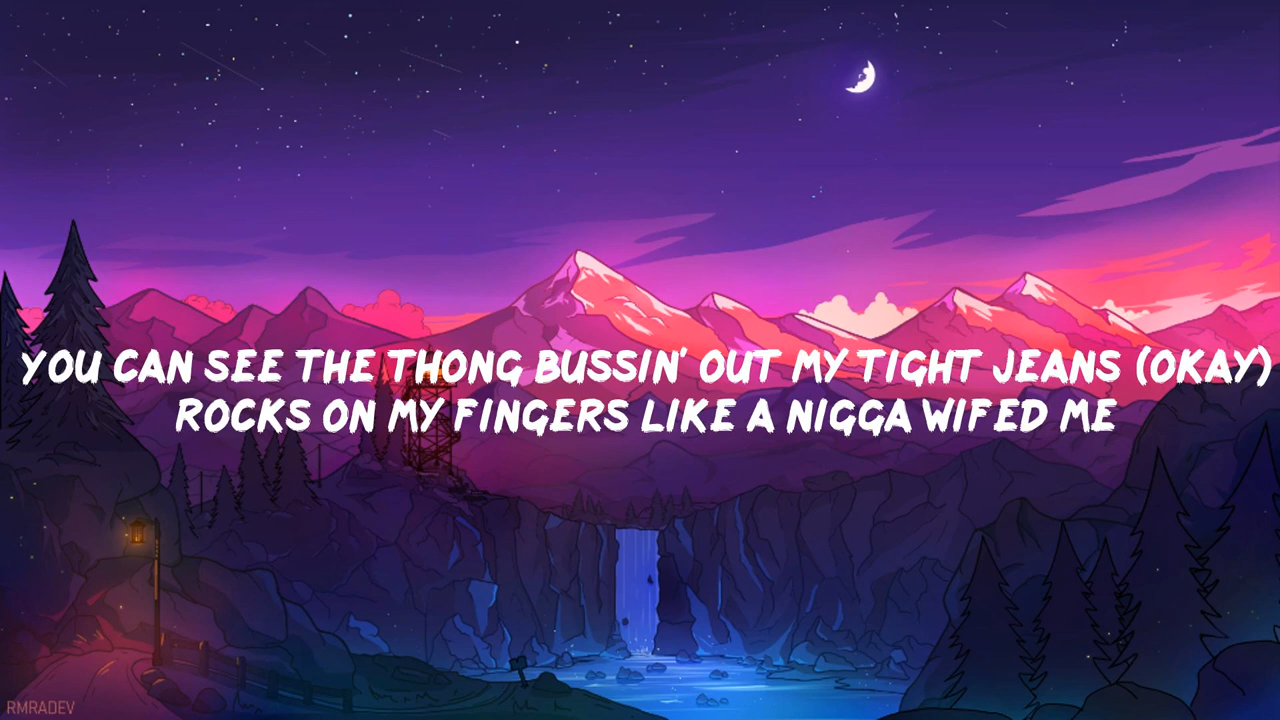 YOU CAN SEE THE THONG BUSSIN' OUT MY TIGHT JEANS (OKAY)
ROCKS ON MY FINGERS LIKE A NIGGA WIFED ME
RMRADEV